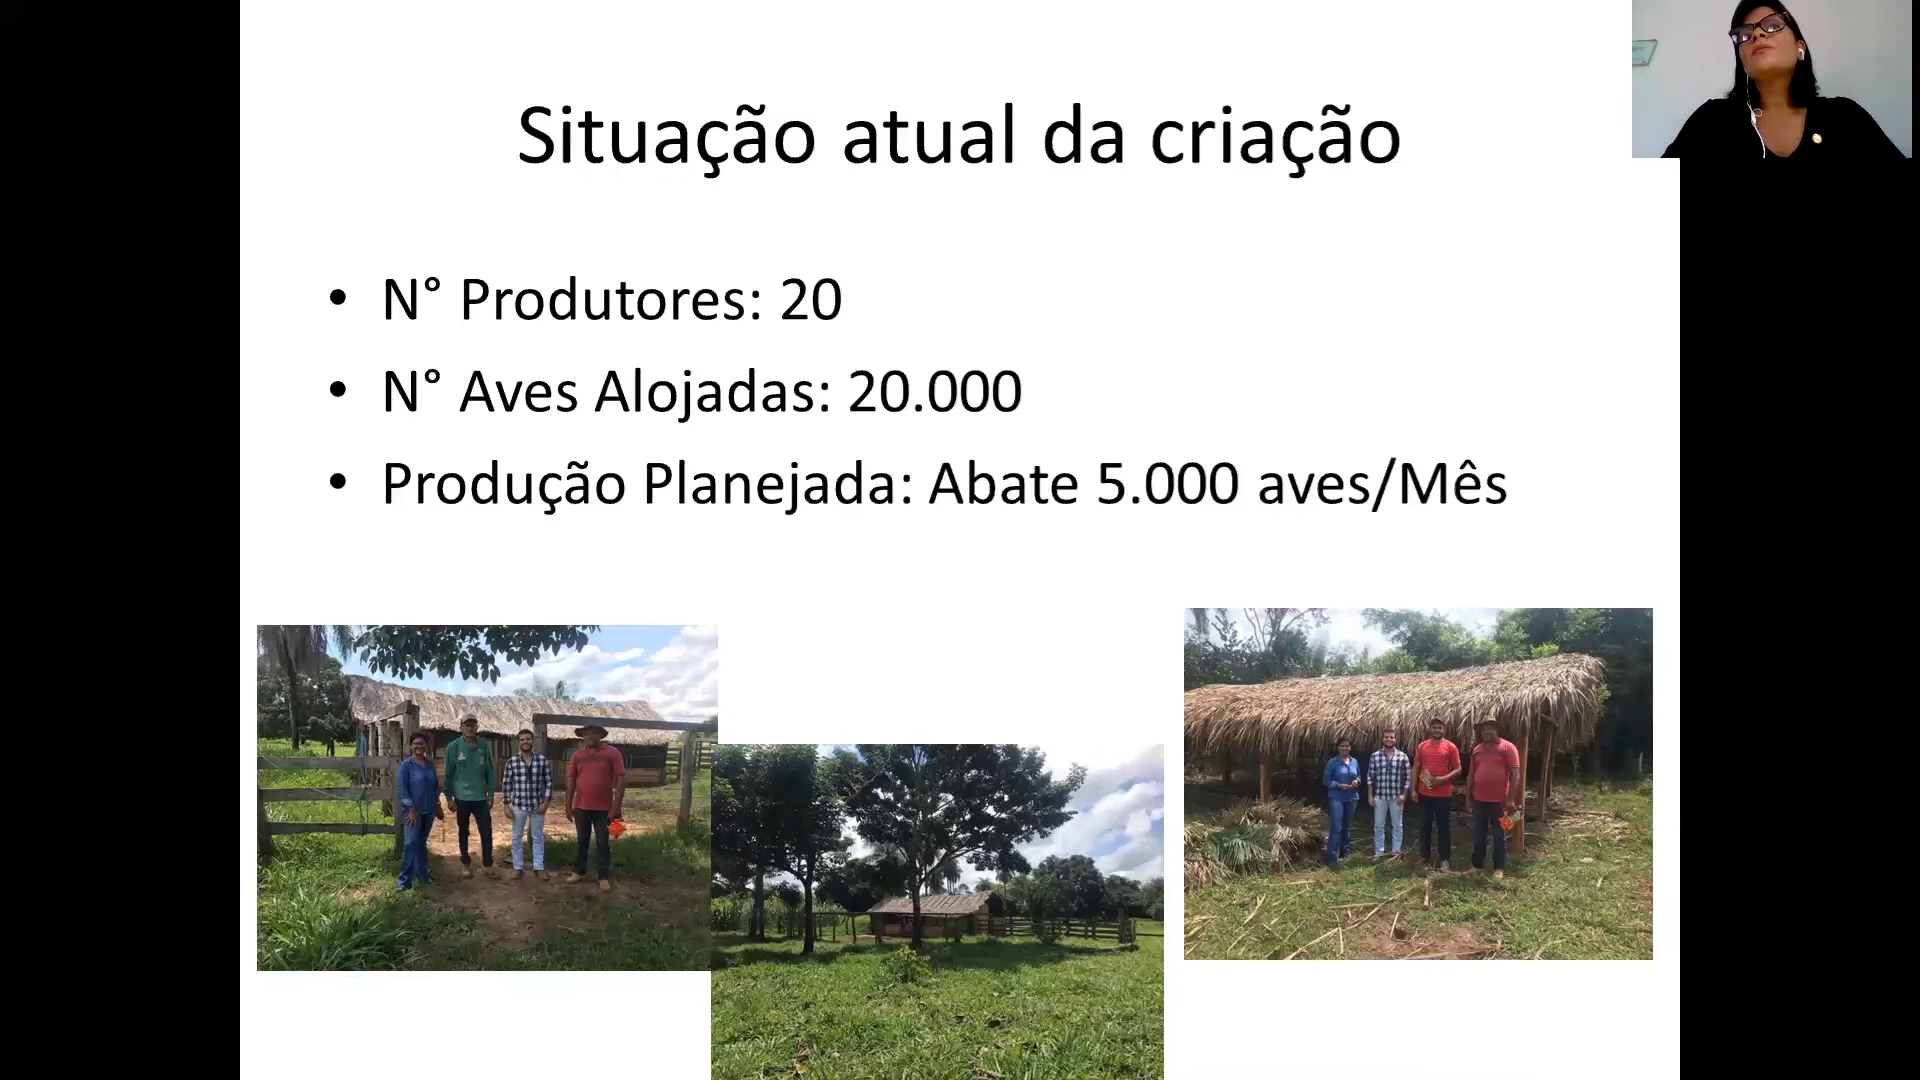 Situação atual da criação
• N° Produtores: 20
• N° Aves Alojadas: 20.000
• Produção Planejada: Abate 5.000 aves/Mês